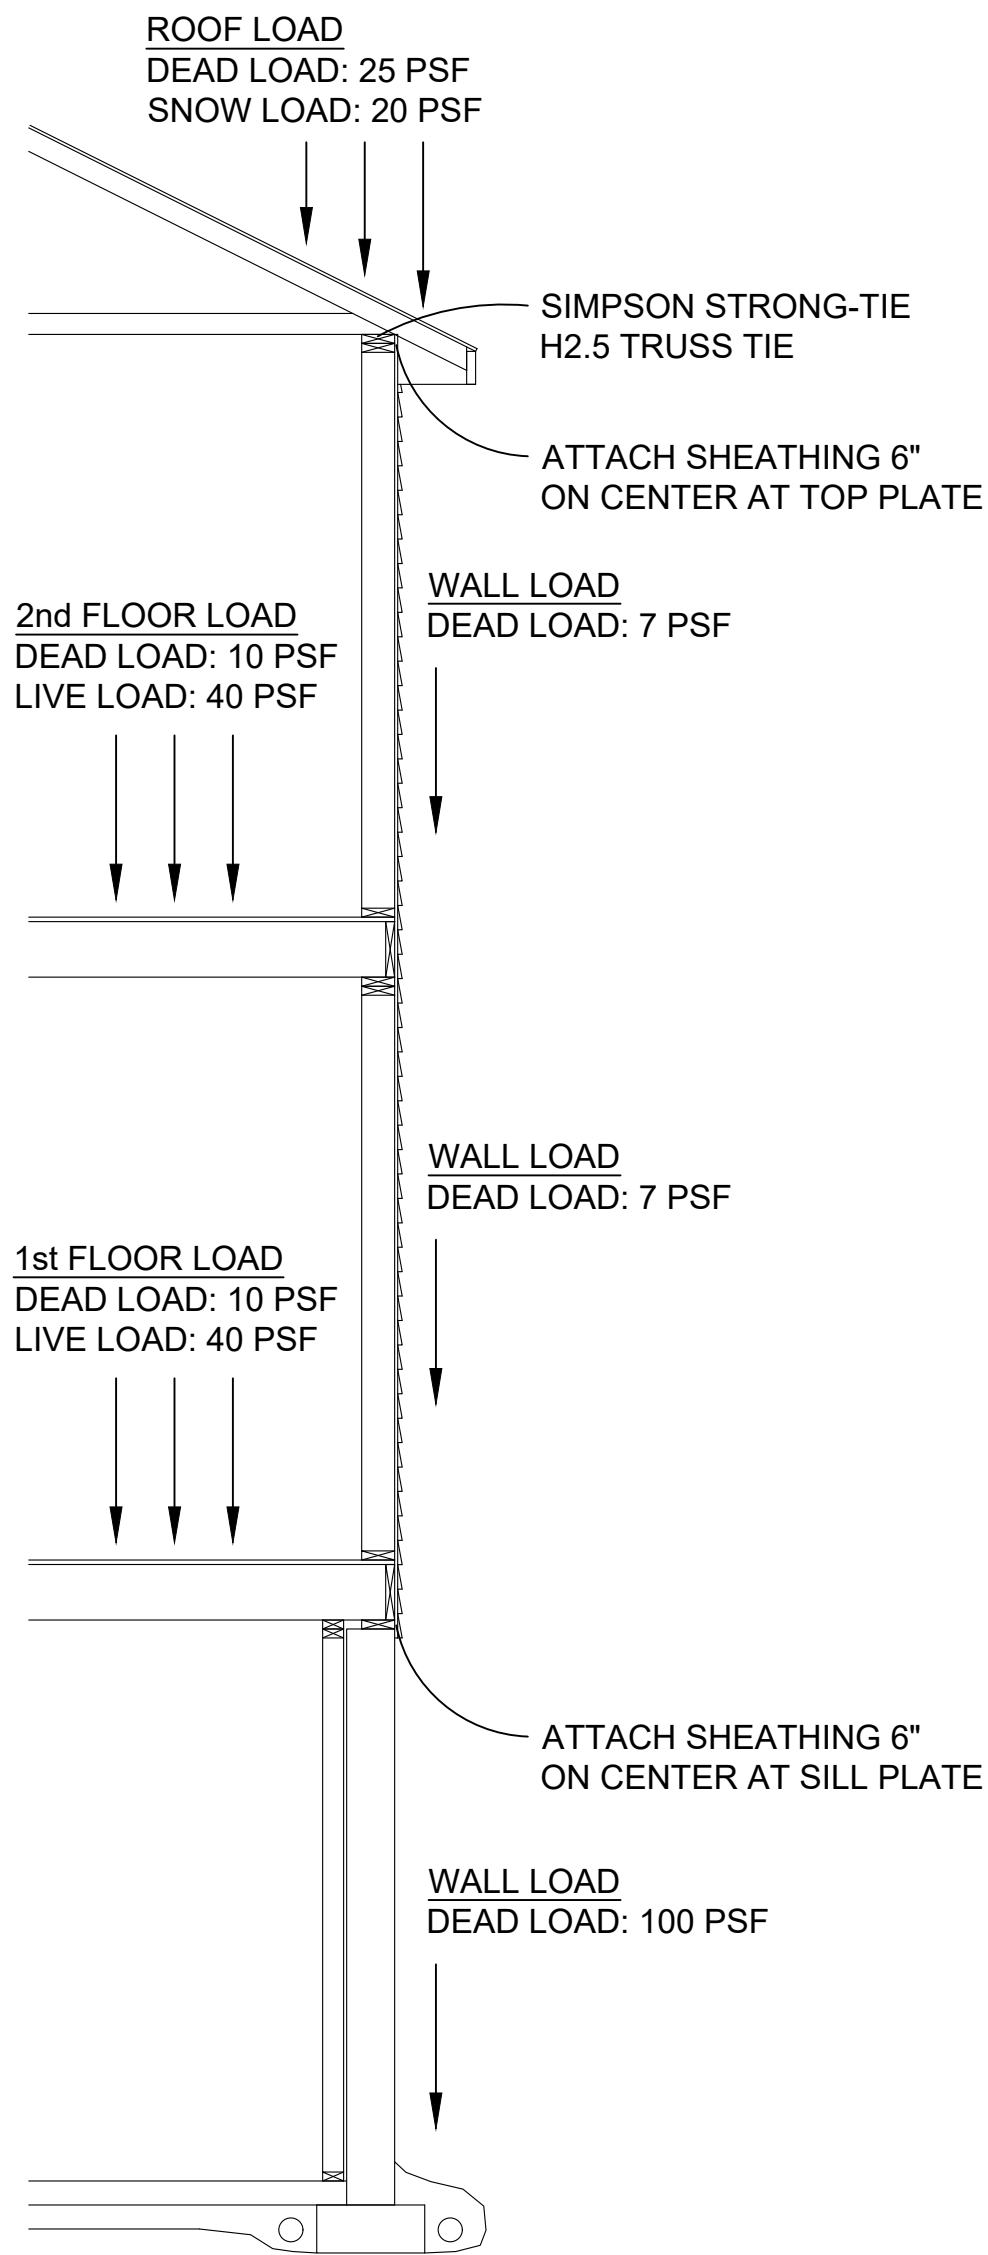 ROOF LOAD
DEAD LOAD: 25 PSF
SNOW LOAD: 20 PSF
SIMPSON STRONG-TIE
H2.5 TRUSS TIE
ATTACH SHEATHING 6"
ON CENTER AT TOP PLATE
WALL LOAD
DEAD LOAD: 7 PSF
2nd FLOOR LOAD
DEAD LOAD: 10 PSF
LIVE LOAD: 40 PSF
WALL LOAD
DEAD LOAD: 7 PSF
1st FLOOR LOAD
DEAD LOAD: 10 PSF
LIVE LOAD: 40 PSF
ATTACH SHEATHING 6"
ON CENTER AT SILL PLATE
WALL LOAD
DEAD LOAD: 100 PSF